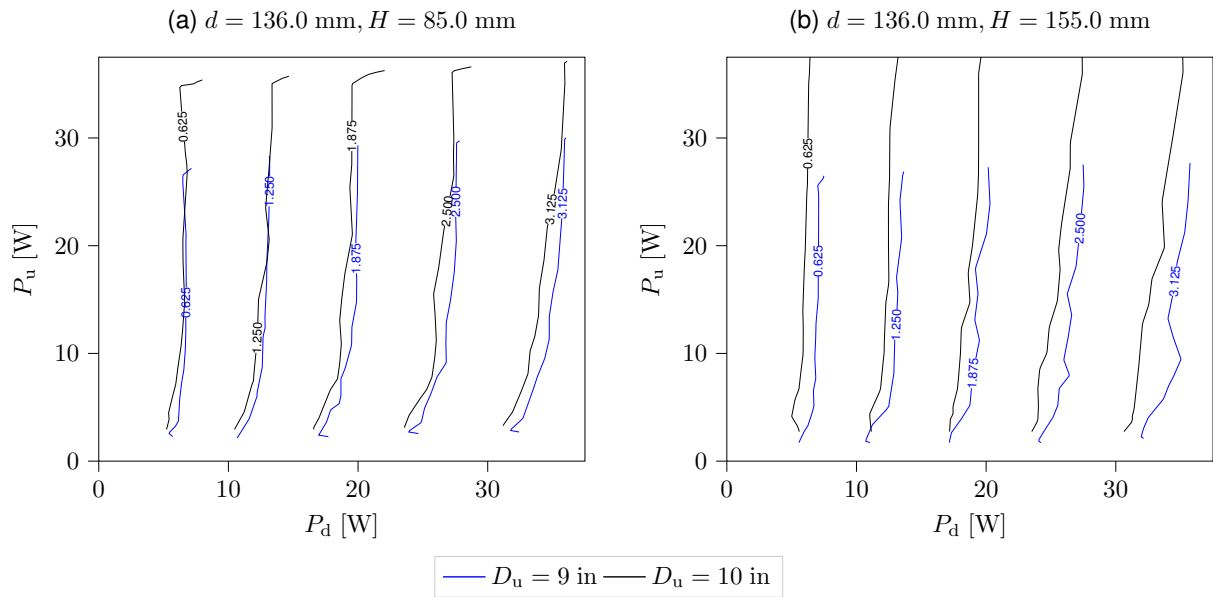 (a) d = 136.0 mm, H = 85.0 mm
(b) d = 136.0 mm, H = 155.0 mm
30
20
10
0
P_u [W]
0.625
1.250
1.875
2.500
3.125
0.625
1.250
1.875
2.500
3.125
0 10 20 30
P_d [W]
30
20
10
0
P_u [W]
0.625
0.625
1.250
1.875
2.500
3.125
0 10 20 30
P_d [W]
D_u = 9 in D_u = 10 in